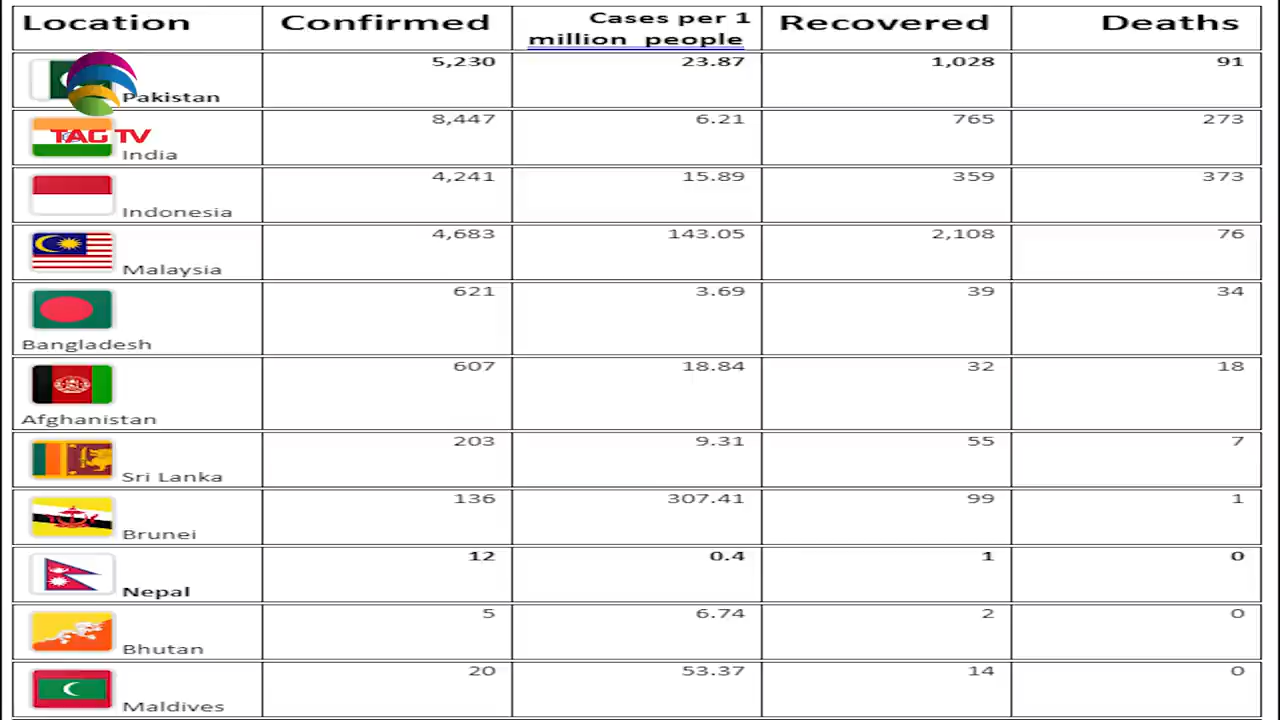 Location Confirmed Cases per 1 million people Recovered Deaths
Pakistan 5,230 23.87 1,028 91
TAG TV
India 8,447 6.21 765 273
Indonesia 4,241 15.89 359 373
Malaysia 4,683 143.05 2,108 76
Bangladesh 621 3.69 39 34
Afghanistan 607 18.84 32 18
Sri Lanka 203 9.31 55 7
Brunei 136 307.41 99 1
Nepal 12 0.4 1 0
Bhutan 5 6.74 2 0
Maldives 20 53.37 14 0